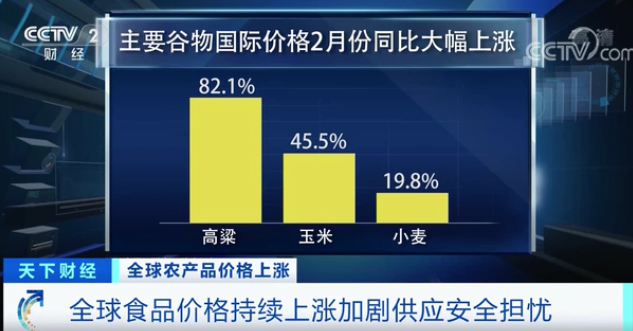 CCTV 2
财经
主要谷物国际价格2月份同比大幅上涨
高清
CCTV.com
82.1%
45.5%
19.8%
高粱
玉米
小麦
天下财经
全球农产品价格上涨
全球食品价格持续上涨加剧供应安全担忧